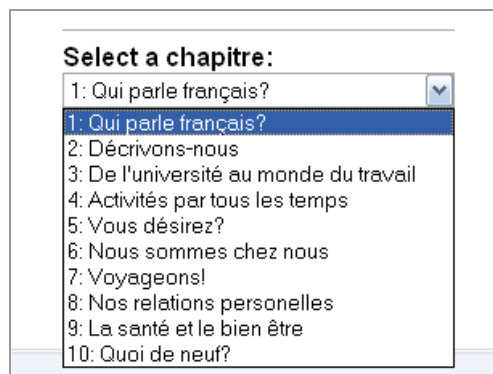 Select a chapitre:
1: Qui parle français?
1: Qui parle français?
2: Décrivons-nous
3: De l'université au monde du travail
4: Activités par tous les temps
5: Vous désirez?
6: Nous sommes chez nous
7: Voyageons!
8: Nos relations personelles
9: La santé et le bien être
10: Quoi de neuf?